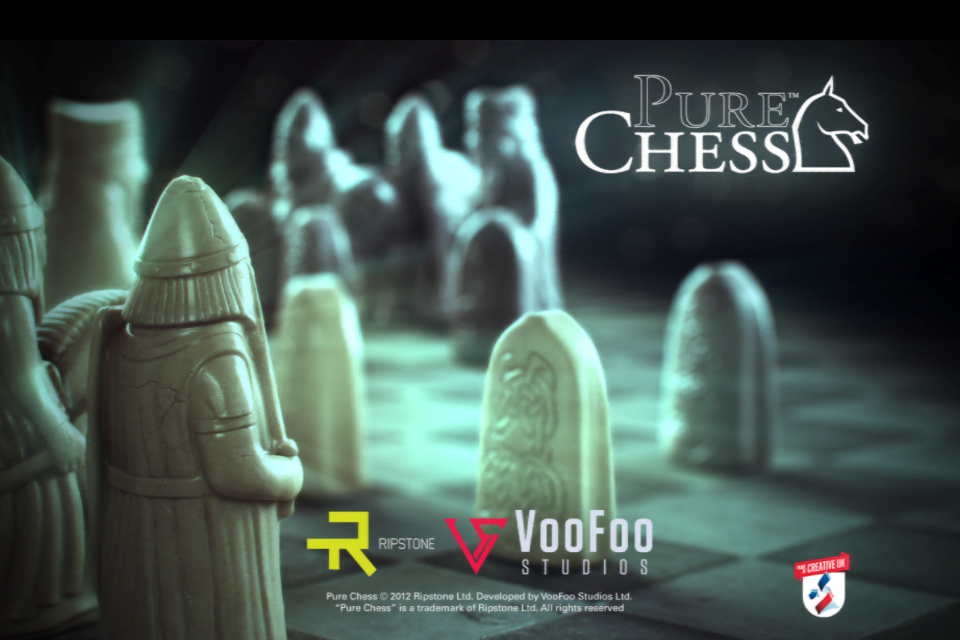 PURE™
CHESS
RIPSTONE
VooFoo
STUDIOS
Pure Chess © 2012 Ripstone Ltd. Developed by VooFoo Studios Ltd.
"Pure Chess" is a trademark of Ripstone Ltd. All rights reserved
CREATIVE UK